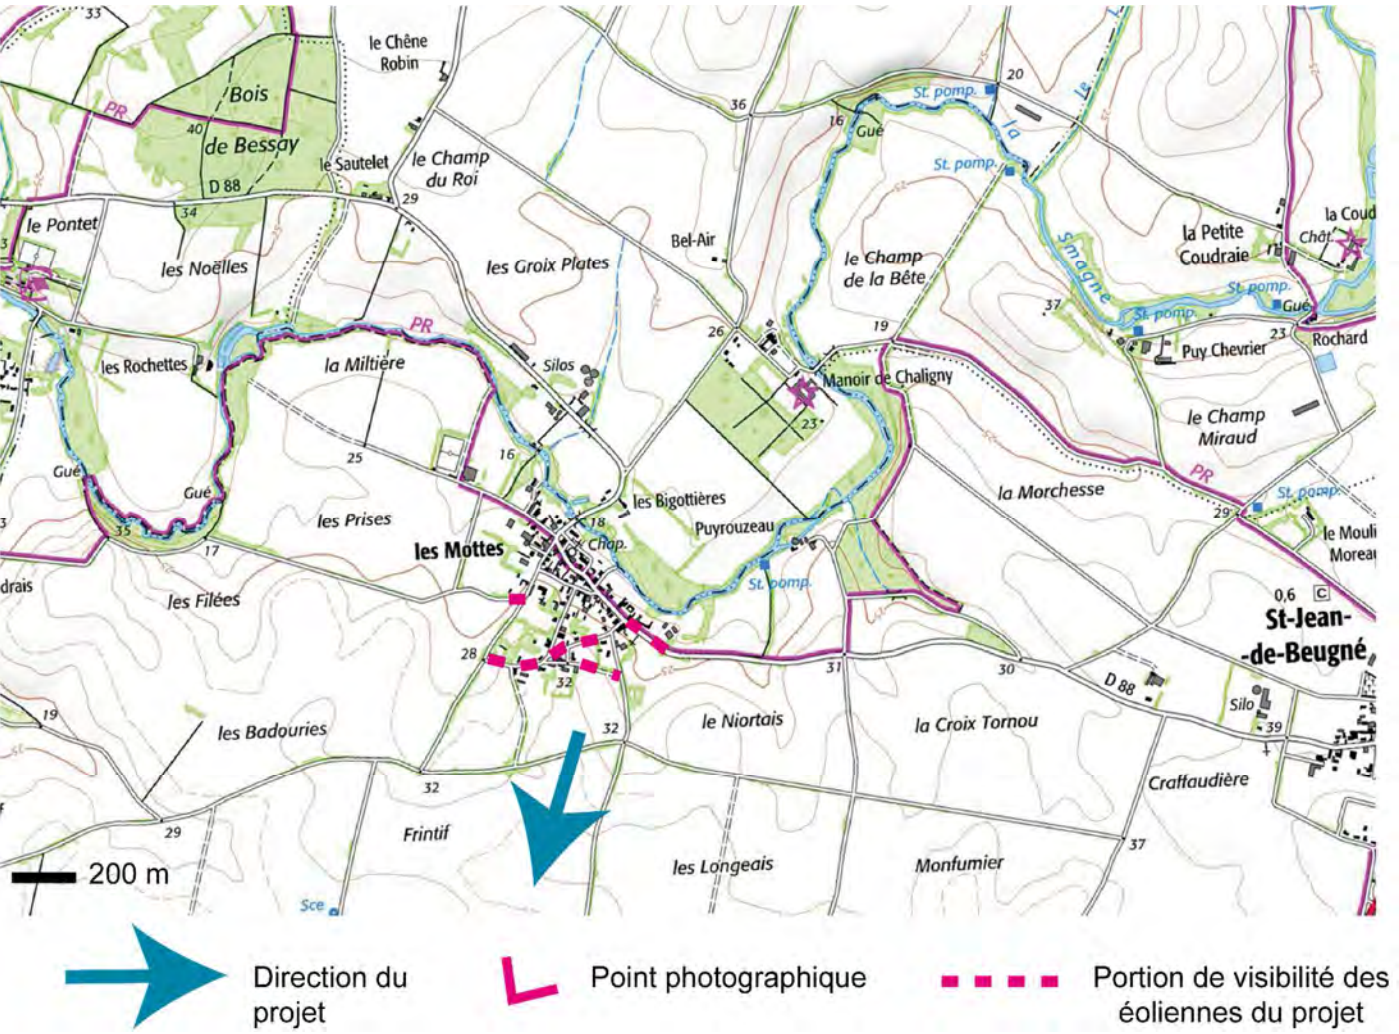 33
le Chêne
Robin
Bois
de Bessay
PR
40
36
16
Gué
St. pomp.
20
la
le
St. pomp.
25
le Sautelet
le Champ
du Roi
D 88
29
34
le Pontet
3
les Noëlles
les Groix Plates
Bel-Air
le Champ
de la Bête
Smagne
la Petite
Coudraie
la Coud
Chât.
St. pomp.
Gué
37
St. pomp.
23
Rochard
Puy Chevrier
PR
les Rochettes
la Miltière
Silos
26
19
Manoir de Chaligny
23
le Champ
Miraud
25
16
Gué
Gué
35
17
les Prises
les Bigottières
18
Chap.
les Mottes
Puyrouzeau
St. pomp.
la Morchesse
PR
St. pomp.
29
le Mouli
Moreau
3
drais
les Filées
0,6
C
St-Jean-
-de-Beugné
28
32
31
30
D 88
Silo
39
19
les Badouries
32
le Niortais
la Croix Tornou
Craffaudière
32
29
Frintif
les Longeais
Monfumier
37
200 m
Sce
Direction du
projet
Point photographique
Portion de visibilité des
éoliennes du projet